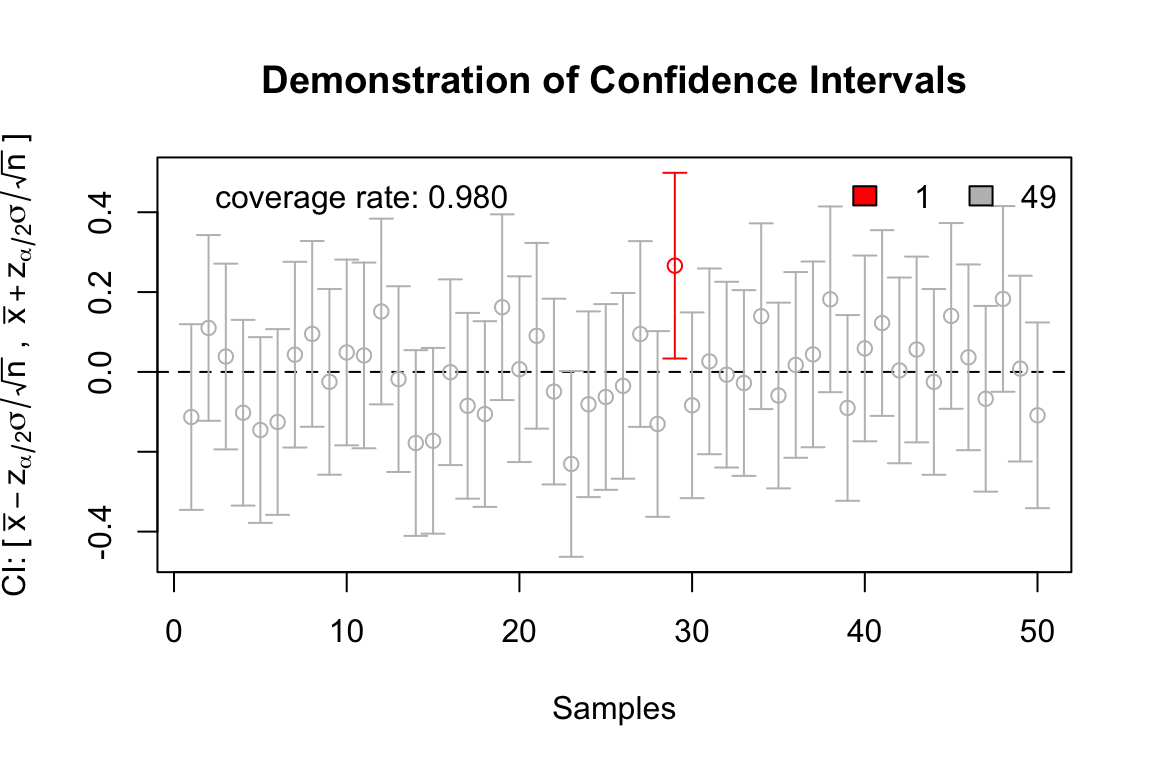 Demonstration of Confidence Intervals
CI: [ x̅ − zα/2σ/√n , x̅ + zα/2σ/√n ]
coverage rate: 0.980
1 49
0.4
0.2
0.0
-0.4
0 10 20 30 40 50
Samples